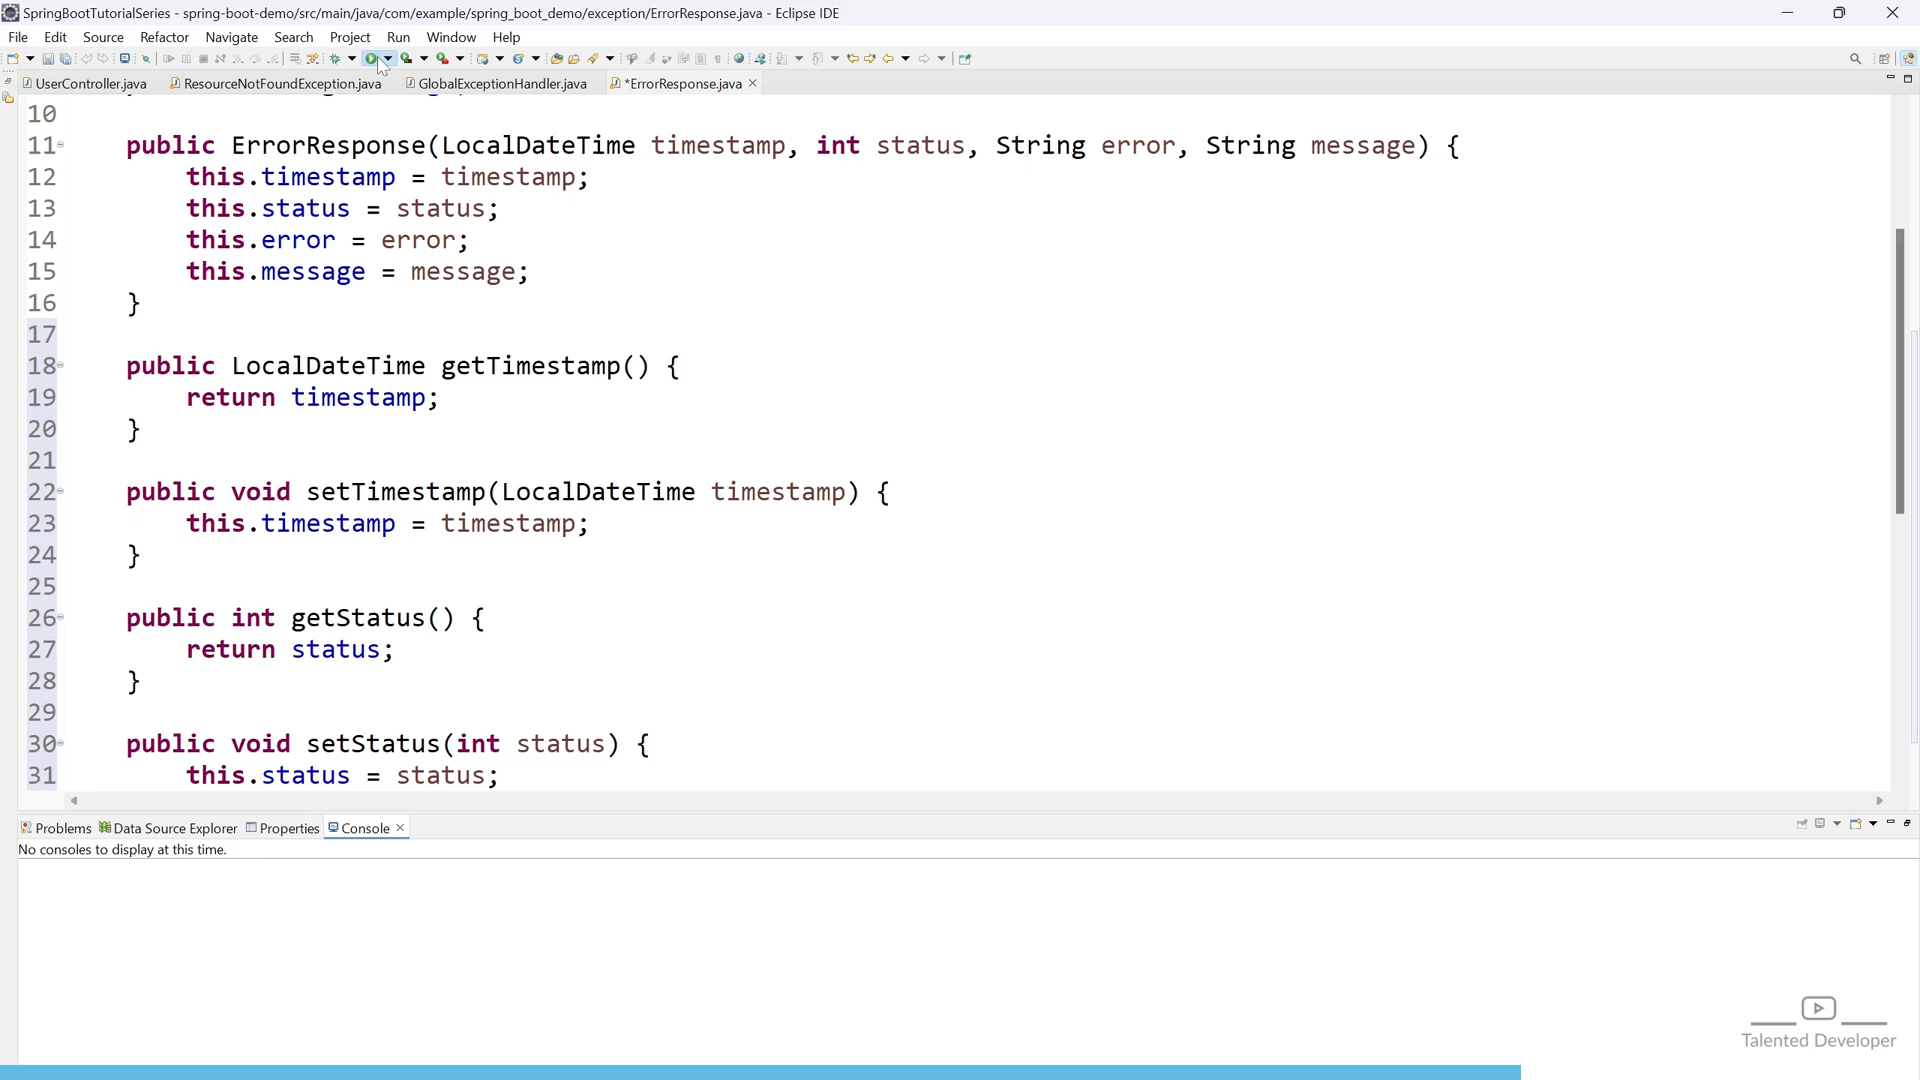 SpringBootTutorialSeries - spring-boot-demo/src/main/java/com/example/spring_boot_demo/exception/ErrorResponse.java - Eclipse IDE
File Edit Source Refactor Navigate Search Project Run Window Help
UserController.java ResourceNotFoundException.java GlobalExceptionHandler.java *ErrorResponse.java
10
11 public ErrorResponse(LocalDateTime timestamp, int status, String error, String message) {
12 this.timestamp = timestamp;
13 this.status = status;
14 this.error = error;
15 this.message = message;
16 }
17
18 public LocalDateTime getTimestamp() {
19 return timestamp;
20 }
21
22 public void setTimestamp(LocalDateTime timestamp) {
23 this.timestamp = timestamp;
24 }
25
26 public int getStatus() {
27 return status;
28 }
29
30 public void setStatus(int status) {
31 this.status = status;
Problems Data Source Explorer Properties Console
No consoles to display at this time.
Talented Developer